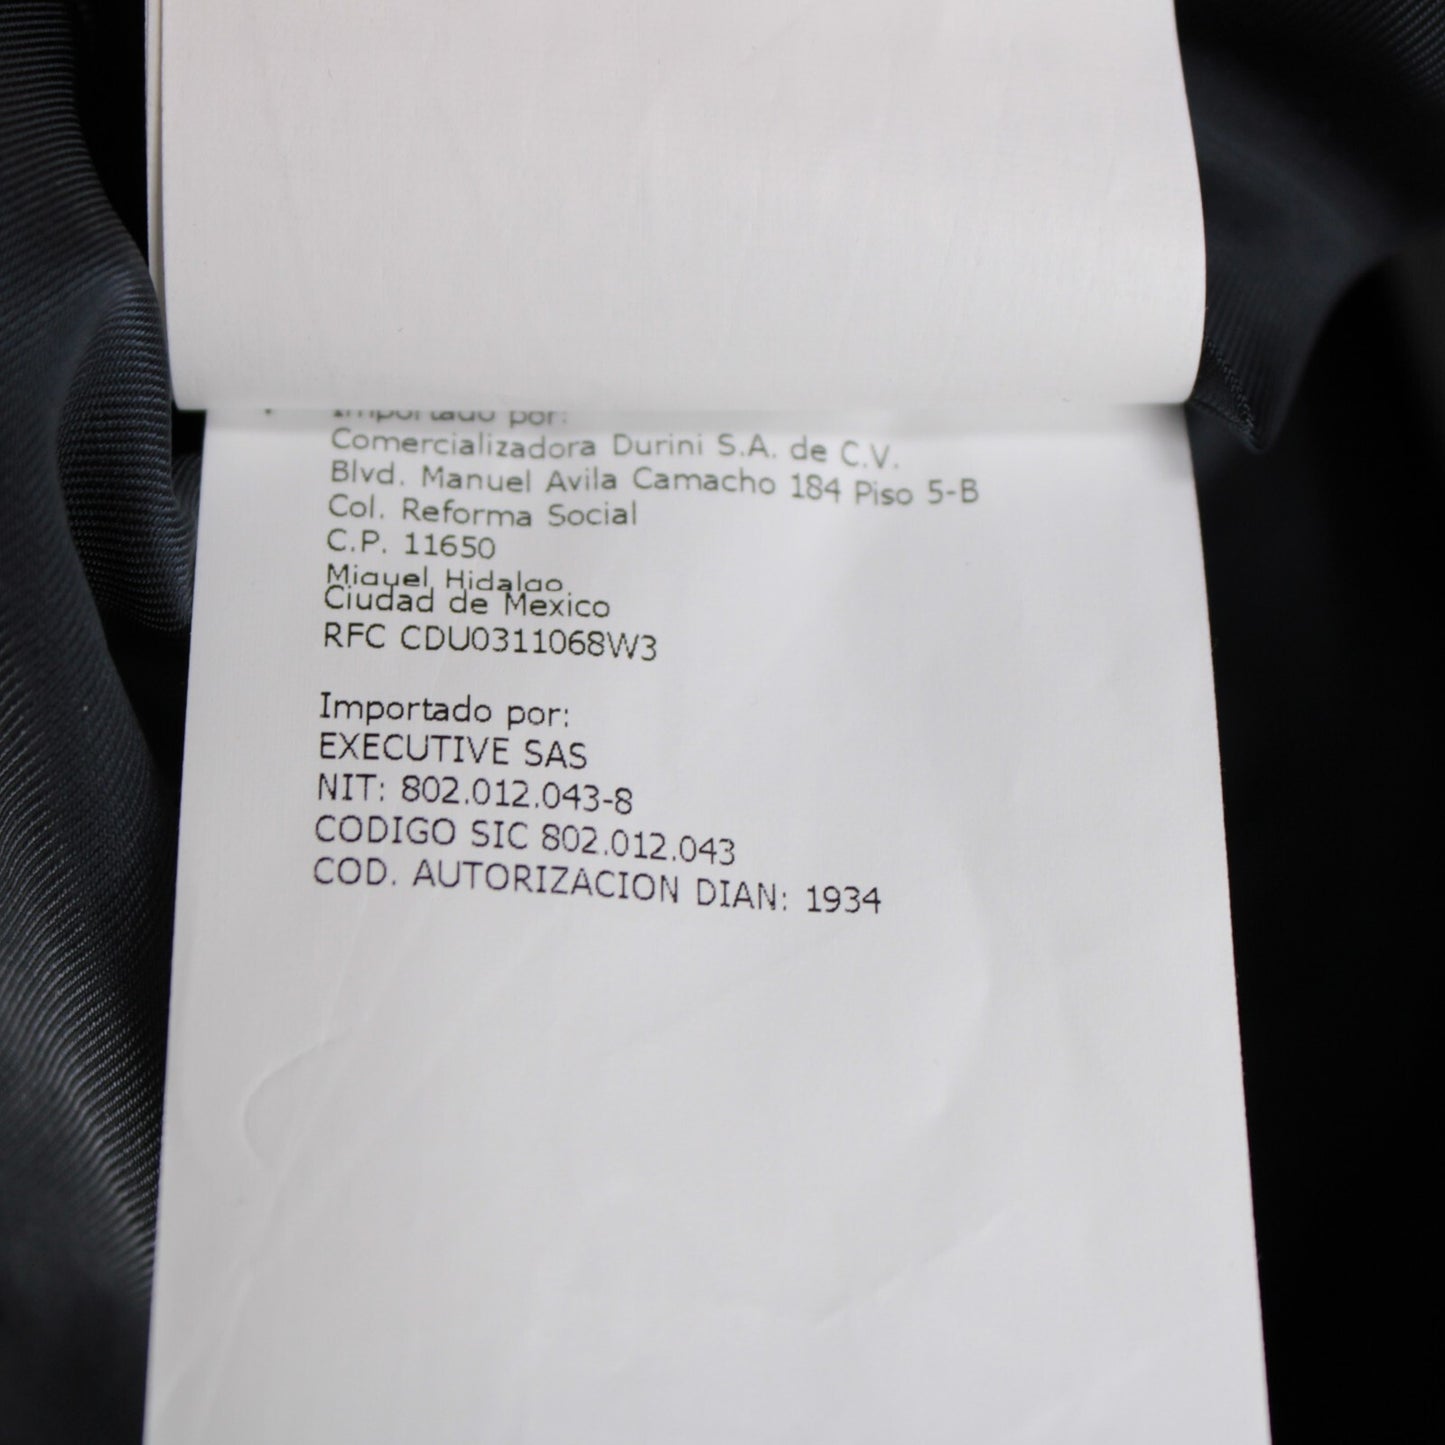 Importado por:
Comercializadora Durini S.A. de C.V.
Blvd. Manuel Avila Camacho 184 Piso 5-B
Col. Reforma Social
C.P. 11650
Miguel Hidalgo
Ciudad de Mexico
RFC CDU0311068W3
Importado por:
EXECUTIVE SAS
NIT: 802.012.043-8
CODIGO SIC 802.012.043
COD. AUTORIZACION DIAN: 1934